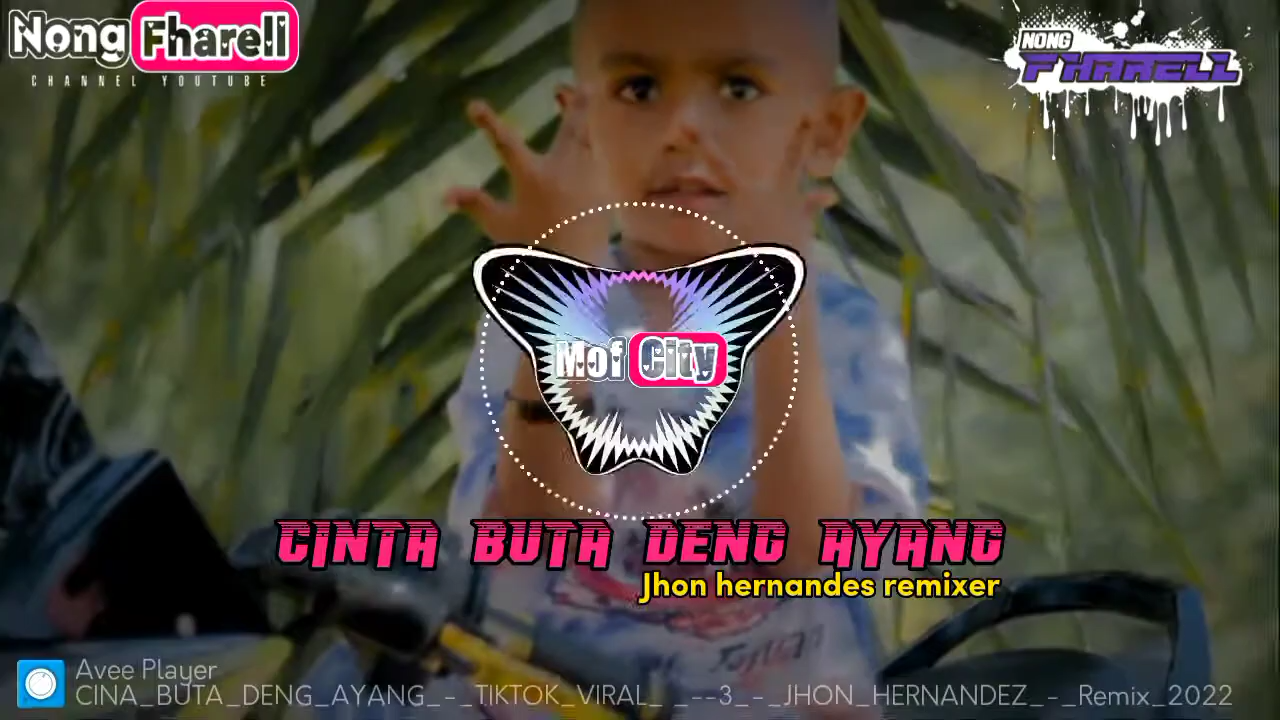 Nong Fharell
CHANNEL YOUTUBE
NONG
FHARELL
Mof City
CINTA BUTA DENG AYANG
Jhon hernandes remixer
Avee Player
CINA_BUTA_DENG_AYANG_-_TIKTOK_VIRAL_ _--3_-_JHON_HERNANDEZ_-_Remix_2022